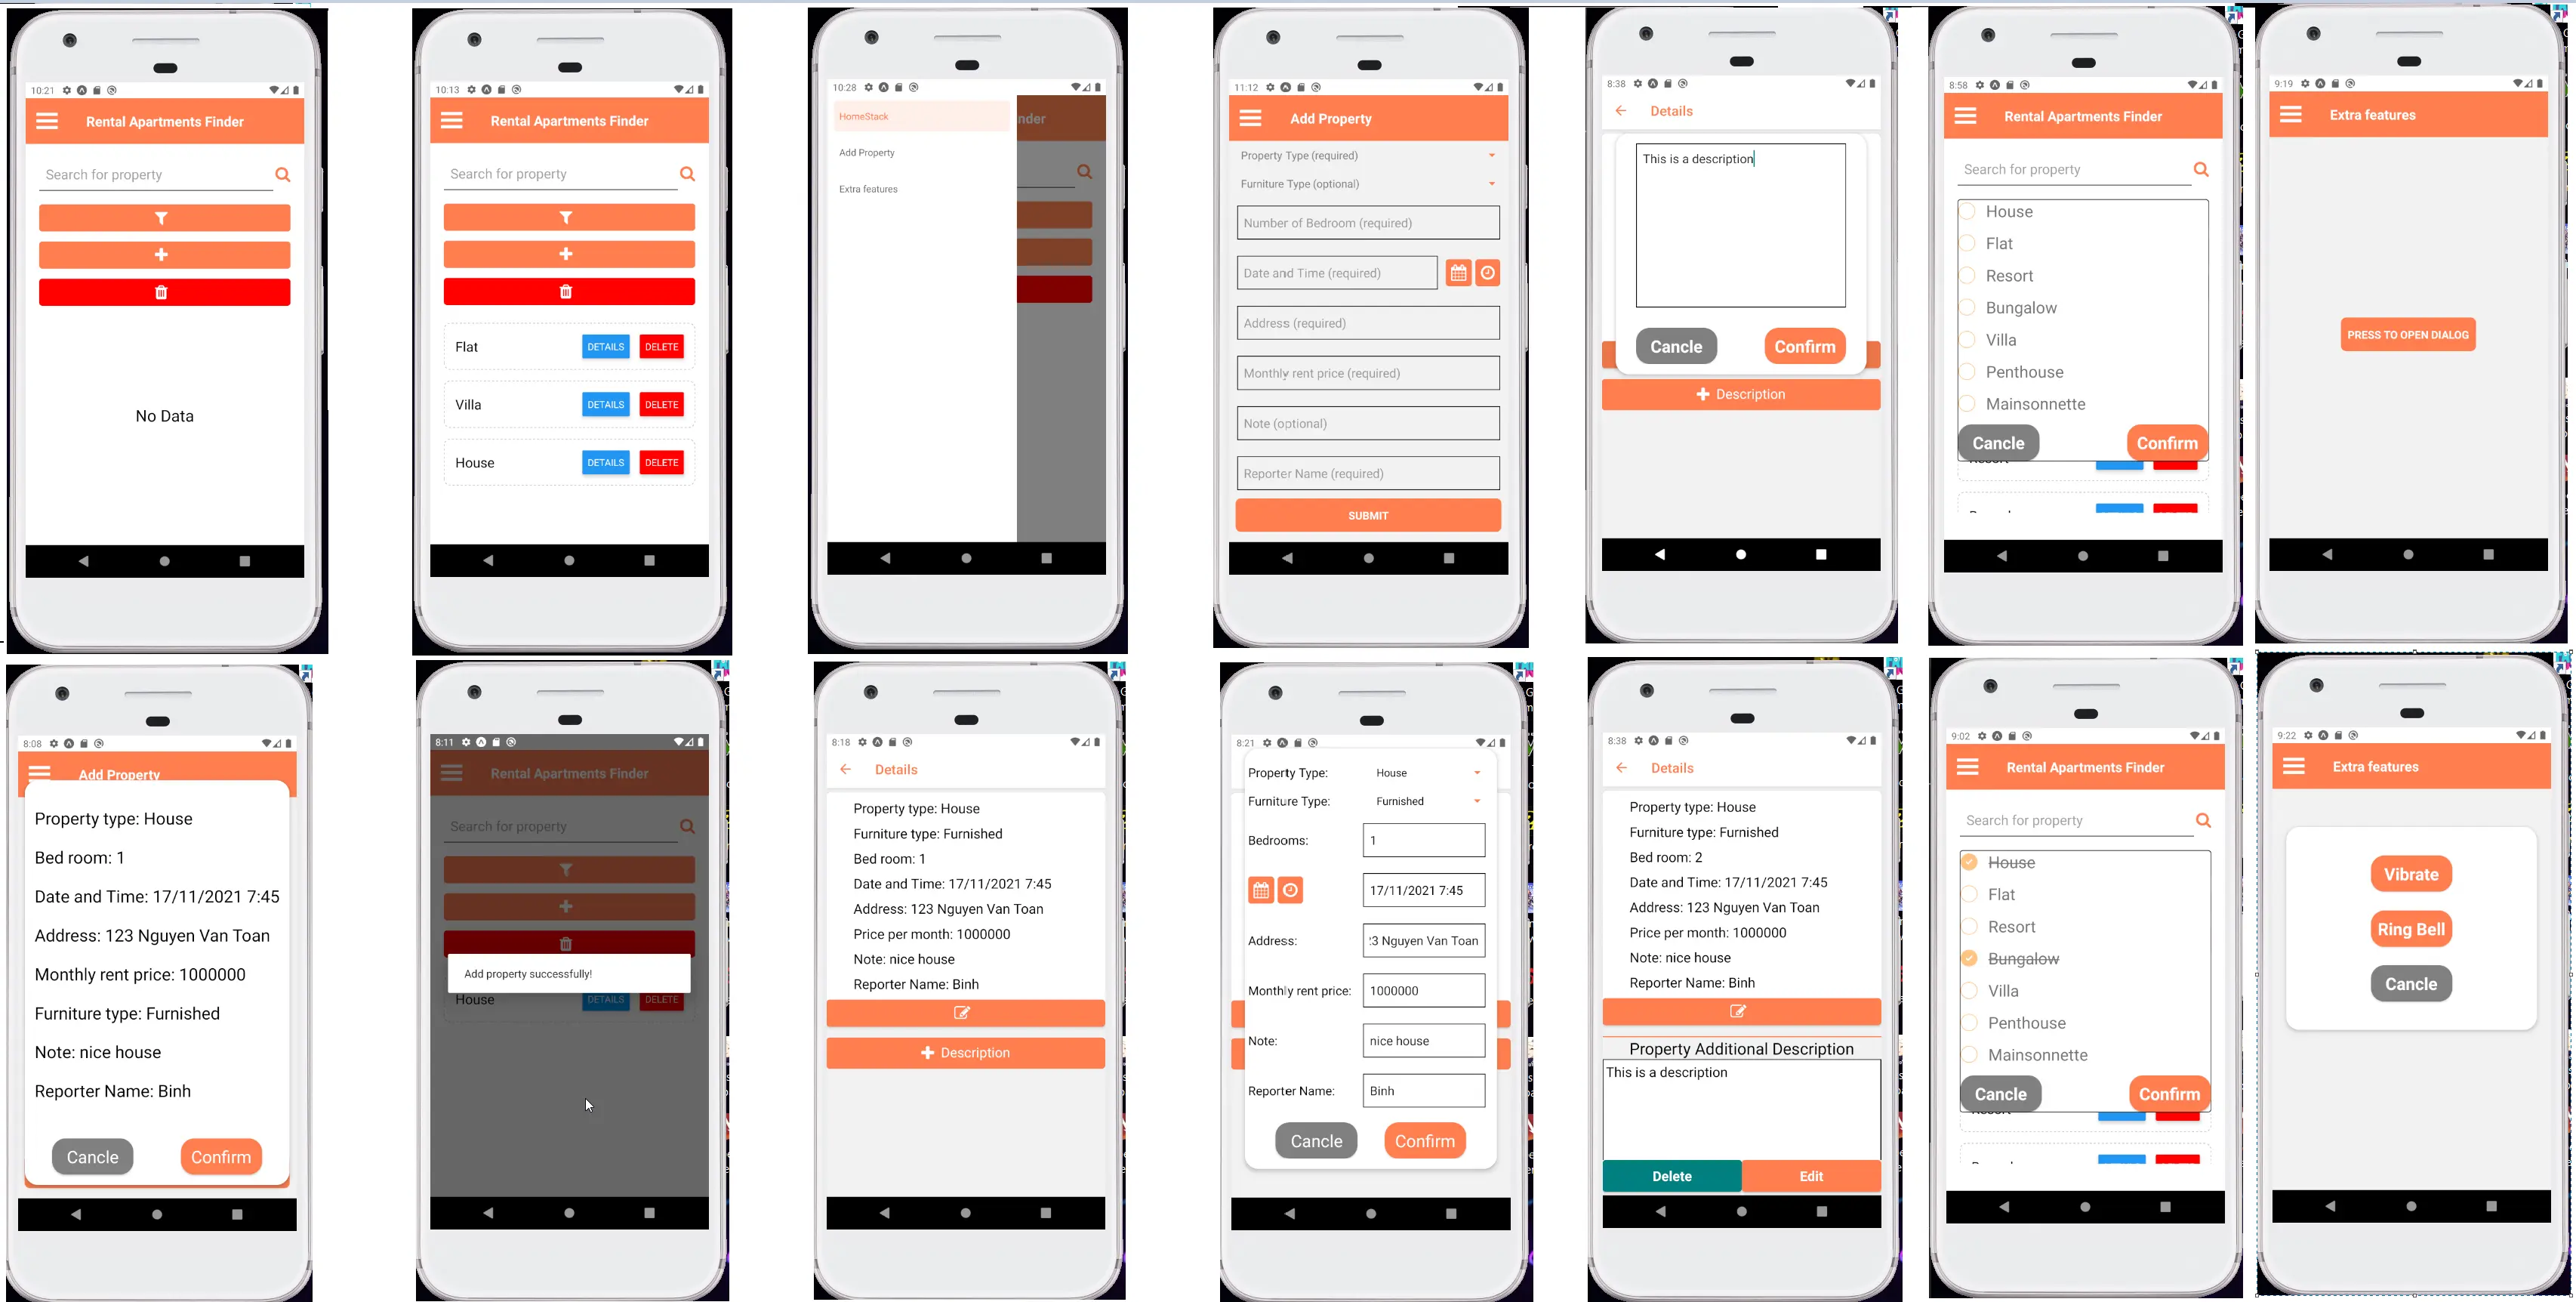 10:21
Rental Apartments Finder
Search for property
No Data
10:13
Rental Apartments Finder
Search for property
Flat DETAILS DELETE
Villa DETAILS DELETE
House DETAILS DELETE
10:28
HomeStack
nder
Add Property
Extra features
11:12
Add Property
Property Type (required)
Furniture Type (optional)
Number of Bedroom (required)
Date and Time (required)
Address (required)
Monthly rent price (required)
Note (optional)
Reporter Name (required)
SUBMIT
8:38
Details
This is a description
Cancle Confirm
Description
8:58
Rental Apartments Finder
Search for property
House
Flat
Resort
Bungalow
Villa
Penthouse
Mainsonnette
Cancle Confirm
9:19
Extra features
PRESS TO OPEN DIALOG
8:08
Add Property
Property type: House
Bed room: 1
Date and Time: 17/11/2021 7:45
Address: 123 Nguyen Van Toan
Monthly rent price: 1000000
Furniture type: Furnished
Note: nice house
Reporter Name: Binh
Cancle Confirm
8:11
Rental Apartments Finder
Search for property
Add property successfully!
House DETAILS DELETE
8:18
Details
Property type: House
Furniture type: Furnished
Bed room: 1
Date and Time: 17/11/2021 7:45
Address: 123 Nguyen Van Toan
Price per month: 1000000
Note: nice house
Reporter Name: Binh
Description
8:21
Property Type: House
Furniture Type: Furnished
Bedrooms: 1
17/11/2021 7:45
Address: 3 Nguyen Van Toan
Monthly rent price: 1000000
Note: nice house
Reporter Name: Binh
Cancle Confirm
8:38
Details
Property type: House
Furniture type: Furnished
Bed room: 2
Date and Time: 17/11/2021 7:45
Address: 123 Nguyen Van Toan
Price per month: 1000000
Note: nice house
Reporter Name: Binh
Property Additional Description
This is a description
Delete Edit
9:02
Rental Apartments Finder
Search for property
House
Flat
Resort
Bungalow
Villa
Penthouse
Mainsonnette
Cancle Confirm
9:22
Extra features
Vibrate
Ring Bell
Cancle